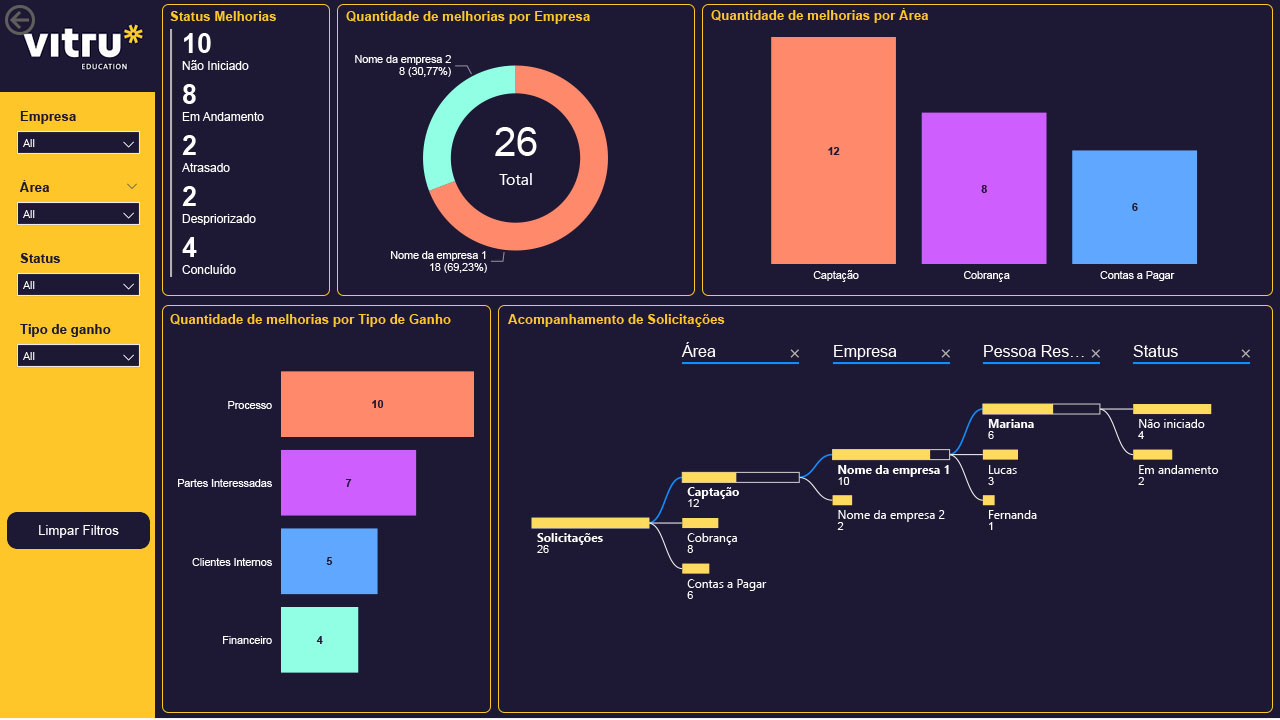 vitru
EDUCATION
Empresa
All
Área
All
Status
All
Tipo de ganho
All
Limpar Filtros
Status Melhorias
10
Não Iniciado
8
Em Andamento
2
Atrasado
2
Despriorizado
4
Concluído
Quantidade de melhorias por Empresa
Nome da empresa 2
8 (30,77%)
26
Total
Nome da empresa 1
18 (69,23%)
Quantidade de melhorias por Área
12
8
6
Captação
Cobrança
Contas a Pagar
Quantidade de melhorias por Tipo de Ganho
Processo
10
Partes Interessadas
7
Clientes Internos
5
Financeiro
4
Acompanhamento de Solicitações
Área
Empresa
Pessoa Res...
Status
Solicitações
26
Captação
12
Cobrança
8
Contas a Pagar
6
Nome da empresa 1
10
Nome da empresa 2
2
Mariana
6
Lucas
3
Fernanda
1
Não iniciado
4
Em andamento
2